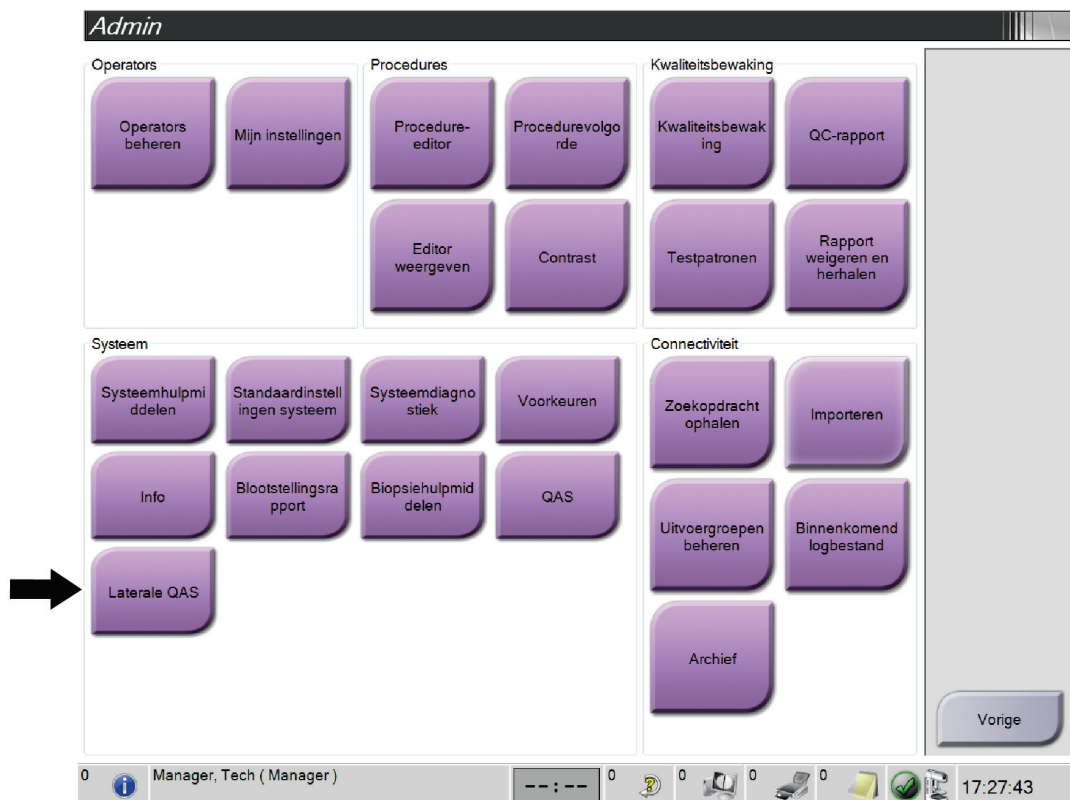 Admin
Operators
Operators
beheren
Mijn instellingen
Procedures
Procedure-
editor
Procedurevolgo
rde
Editor
weergeven
Contrast
Kwaliteitsbewaking
Kwaliteitsbewak
ing
QC-rapport
Testpatronen
Rapport
weigeren en
herhalen
Systeem
Systeemhulpmi
ddelen
Standaardinstell
ingen systeem
Systeemdiagno
stiek
Voorkeuren
Info
Blootstellingsra
pport
Biopsiehulpmid
delen
QAS
Laterale QAS
Connectiviteit
Zoekopdracht
ophalen
Importeren
Uitvoergroepen
beheren
Binnenkomend
logbestand
Archief
Vorige
0
Manager, Tech ( Manager )
--:--
0
0
0
0
17:27:43